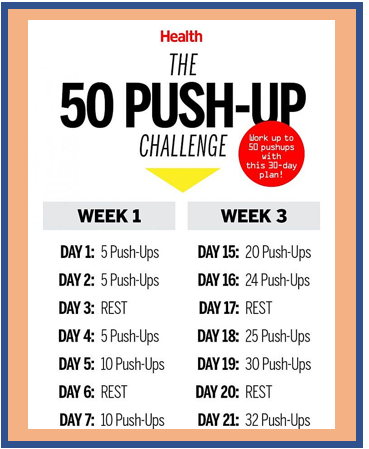 Health
THE
50 PUSH-UP
CHALLENGE
Work up to
50 pushups
with
this 30-day
plan!
WEEK 1
DAY 1: 5 Push-Ups
DAY 2: 5 Push-Ups
DAY 3: REST
DAY 4: 5 Push-Ups
DAY 5: 10 Push-Ups
DAY 6: REST
DAY 7: 10 Push-Ups
WEEK 3
DAY 15: 20 Push-Ups
DAY 16: 24 Push-Ups
DAY 17: REST
DAY 18: 25 Push-Ups
DAY 19: 30 Push-Ups
DAY 20: REST
DAY 21: 32 Push-Ups